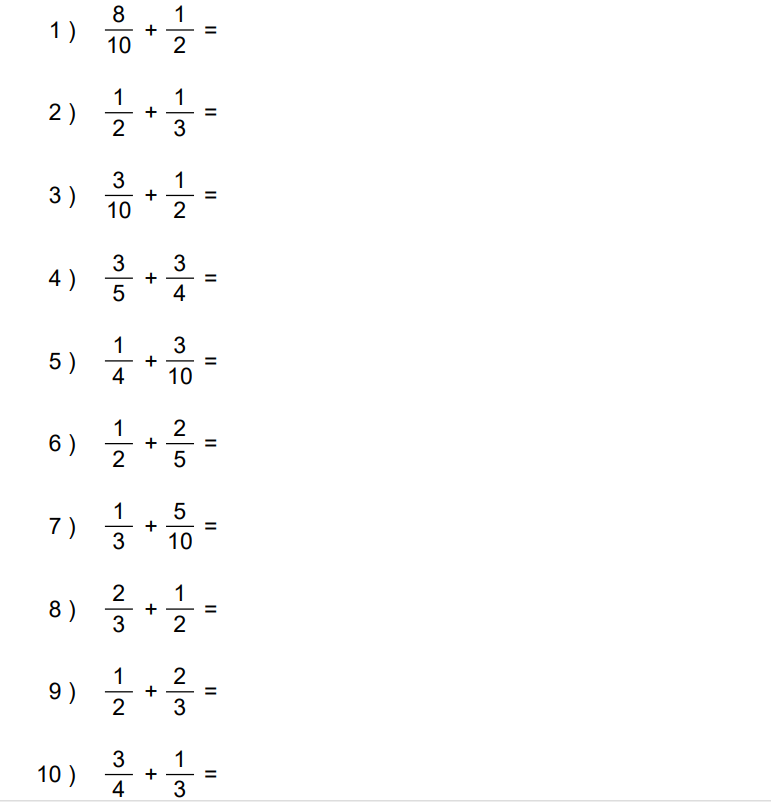 1 ) 8/10 + 1/2 =
2 ) 1/2 + 1/3 =
3 ) 3/10 + 1/2 =
4 ) 3/5 + 3/4 =
5 ) 1/4 + 3/10 =
6 ) 1/2 + 2/5 =
7 ) 1/3 + 5/10 =
8 ) 2/3 + 1/2 =
9 ) 1/2 + 2/3 =
10 ) 3/4 + 1/3 =